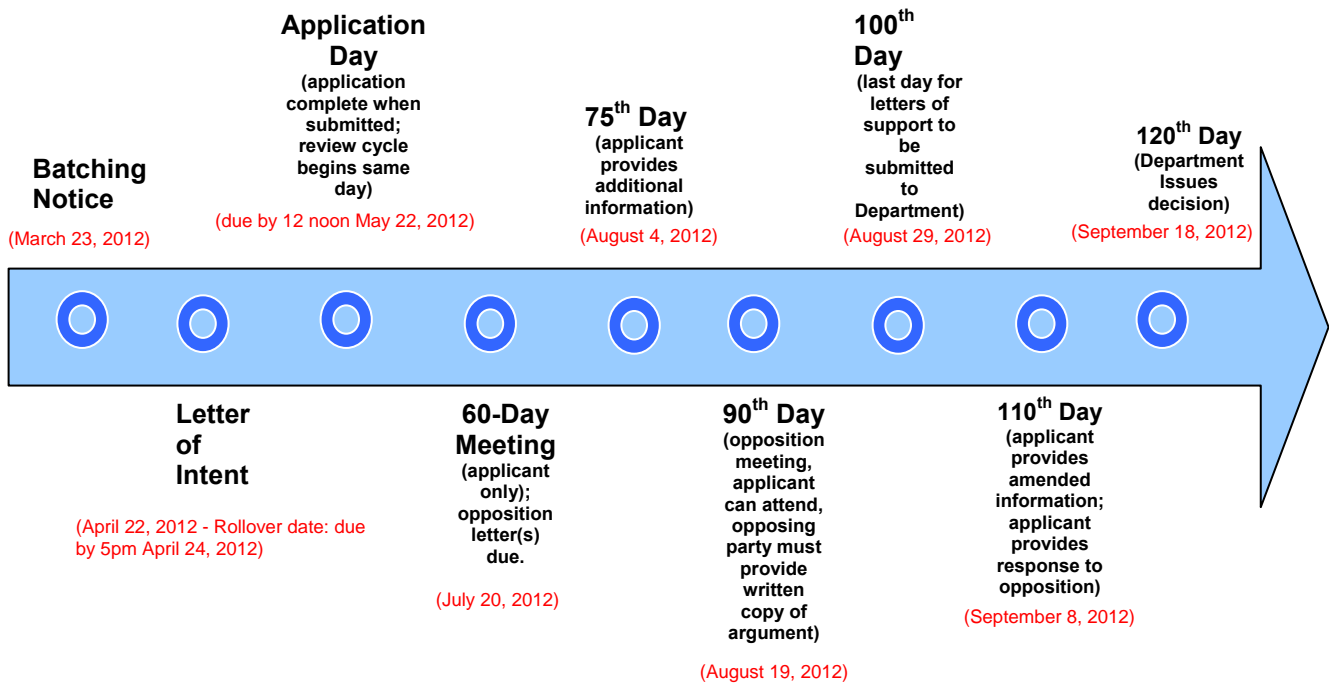 Batching
Notice
(March 23, 2012)
Letter
of
Intent
(April 22, 2012 - Rollover date: due
by 5pm April 24, 2012)
Application
Day
(application
complete when
submitted;
review cycle
begins same
day)
(due by 12 noon May 22, 2012)
60-Day
Meeting
(applicant
only);
opposition
letter(s)
due.
(July 20, 2012)
75th Day
(applicant
provides
additional
information)
(August 4, 2012)
90th Day
(opposition
meeting,
applicant
can attend,
opposing
party must
provide
written
copy of
argument)
(August 19, 2012)
100th
Day
(last day for
letters of
support to
be
submitted
to
Department)
(August 29, 2012)
110th Day
(applicant
provides
amended
information;
applicant
provides
response to
opposition)
(September 8, 2012)
120th Day
(Department
Issues
decision)
(September 18, 2012)